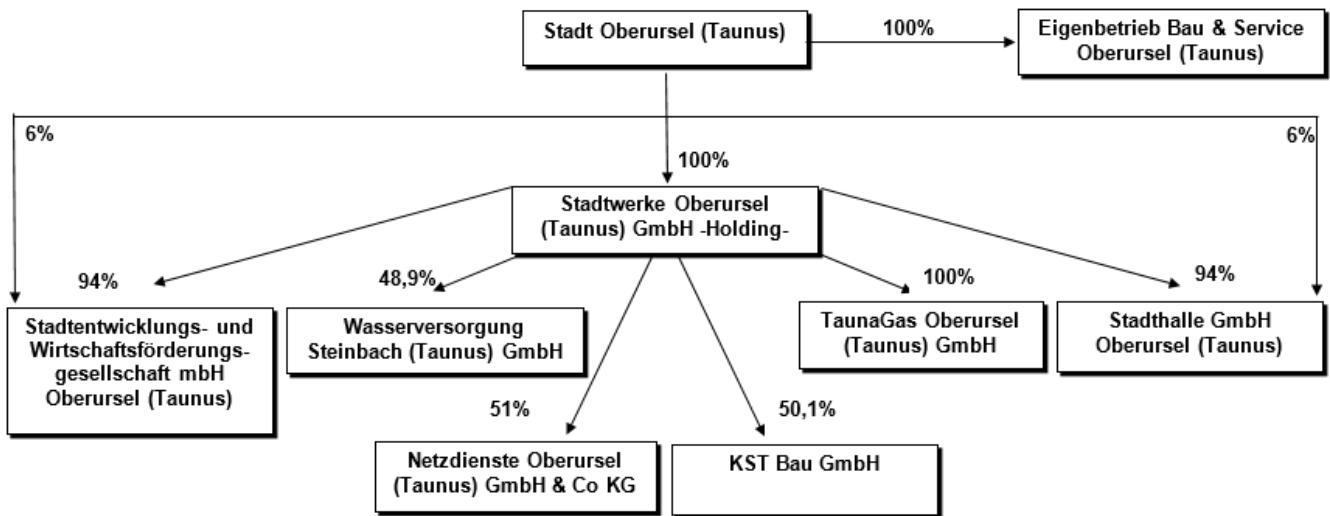 Stadt Oberursel (Taunus)
100%
Eigenbetrieb Bau & Service
Oberursel (Taunus)
6%
6%
100%
Stadtwerke Oberursel
(Taunus) GmbH -Holding-
94%
48,9%
100%
94%
Stadtentwicklungs- und
Wirtschaftsförderungs-
gesellschaft mbH
Oberursel (Taunus)
Wasserversorgung
Steinbach (Taunus) GmbH
TaunaGas Oberursel
(Taunus) GmbH
Stadthalle GmbH
Oberursel (Taunus)
51%
50,1%
Netzdienste Oberursel
(Taunus) GmbH & Co KG
KST Bau GmbH